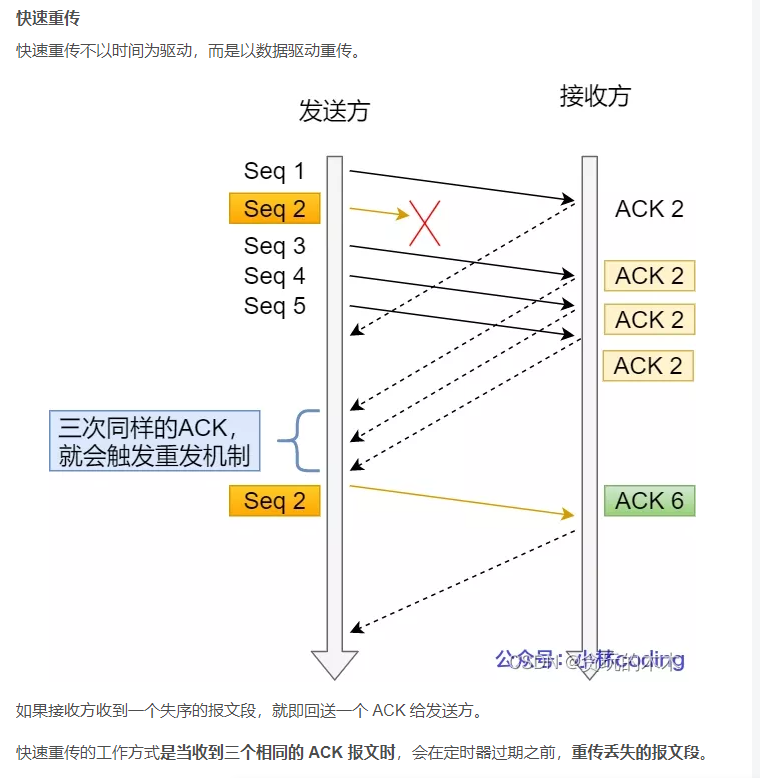 快速重传
快速重传不以时间为驱动，而是以数据驱动重传。
发送方
接收方
Seq 1
Seq 2
ACK 2
Seq 3
Seq 4
ACK 2
Seq 5
ACK 2
ACK 2
三次同样的ACK，
就会触发重发机制
Seq 2
ACK 6
公众号：小林coding
如果接收方收到一个失序的报文段，就即回送一个 ACK 给发送方。
快速重传的工作方式是当收到三个相同的 ACK 报文时，会在定时器过期之前，重传丢失的报文段。